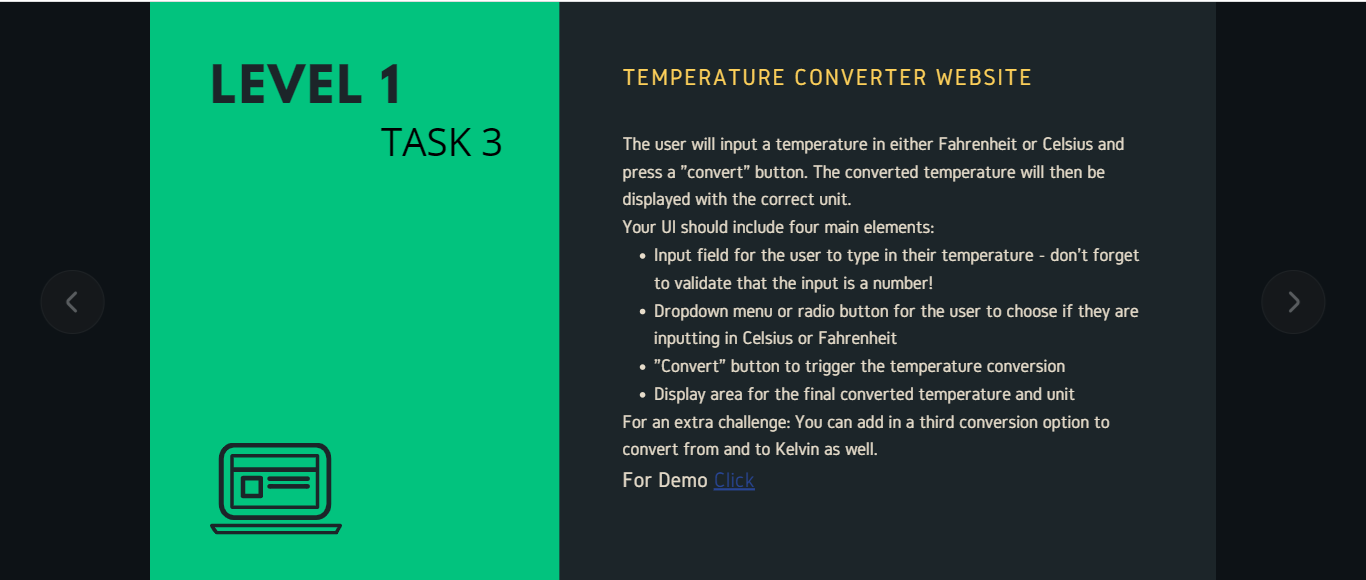 LEVEL 1
TASK 3
TEMPERATURE CONVERTER WEBSITE
The user will input a temperature in either Fahrenheit or Celsius and
press a ”convert” button. The converted temperature will then be
displayed with the correct unit.
Your UI should include four main elements:
• Input field for the user to type in their temperature - don’t forget
to validate that the input is a number!
• Dropdown menu or radio button for the user to choose if they are
inputting in Celsius or Fahrenheit
• ”Convert” button to trigger the temperature conversion
• Display area for the final converted temperature and unit
For an extra challenge: You can add in a third conversion option to
convert from and to Kelvin as well.
For Demo Click